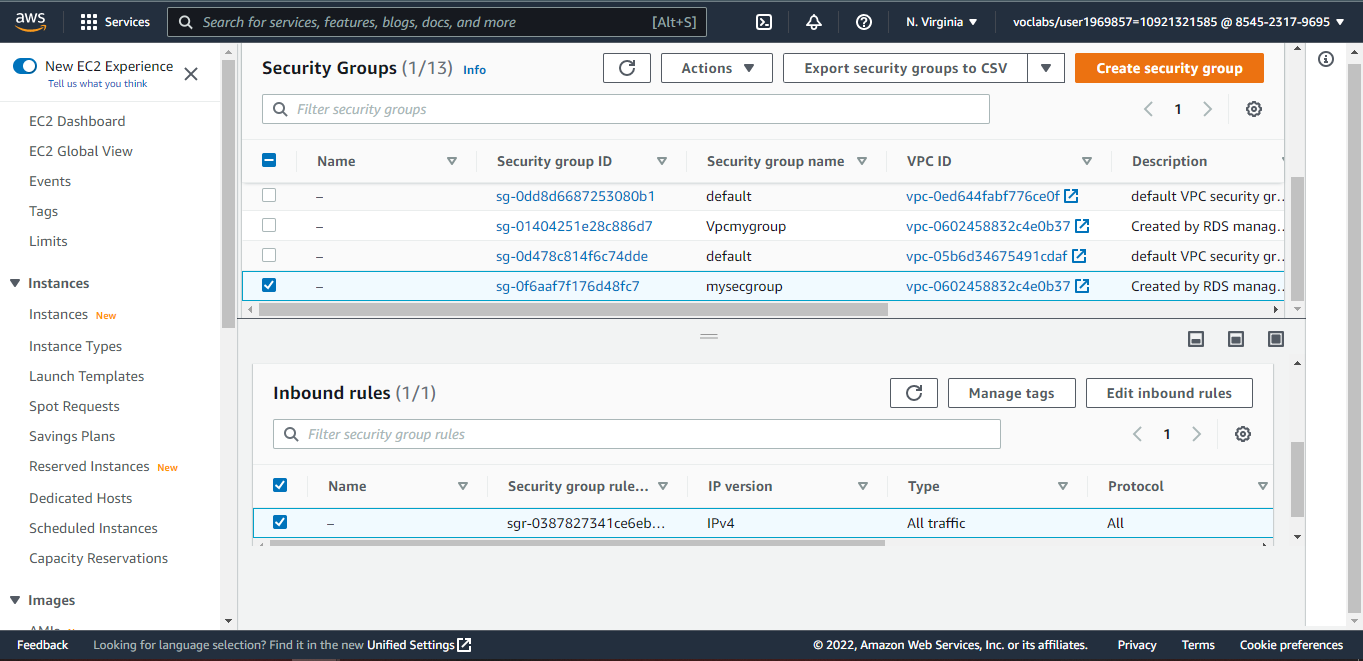 aws Services Search for services, features, blogs, docs, and more [Alt+S] N. Virginia ▼ voclabs/user1969857=10921321585 @ 8545-2317-9695 ▼
New EC2 Experience
Tell us what you think
EC2 Dashboard
EC2 Global View
Events
Tags
Limits
▼ Instances
Instances New
Instance Types
Launch Templates
Spot Requests
Savings Plans
Reserved Instances New
Dedicated Hosts
Scheduled Instances
Capacity Reservations
▼ Images
AMIs
Security Groups (1/13) Info Actions ▼ Export security groups to CSV ▼ Create security group
Filter security groups 1
Name Security group ID Security group name VPC ID Description
– sg-0dd8d6687253080b1 default vpc-0ed644fabf776ce0f default VPC security gr...
– sg-01404251e28c886d7 Vpcmygroup vpc-0602458832c4e0b37 Created by RDS manag...
– sg-0d478c814f6c74dde default vpc-05b6d34675491cdaf default VPC security gr...
– sg-0f6aaf7f176d48fc7 mysecgroup vpc-0602458832c4e0b37 Created by RDS manag...
Inbound rules (1/1) Manage tags Edit inbound rules
Filter security group rules 1
Name Security group rule... IP version Type Protocol
– sgr-0387827341ce6eb... IPv4 All traffic All
Feedback Looking for language selection? Find it in the new Unified Settings © 2022, Amazon Web Services, Inc. or its affiliates. Privacy Terms Cookie preferences